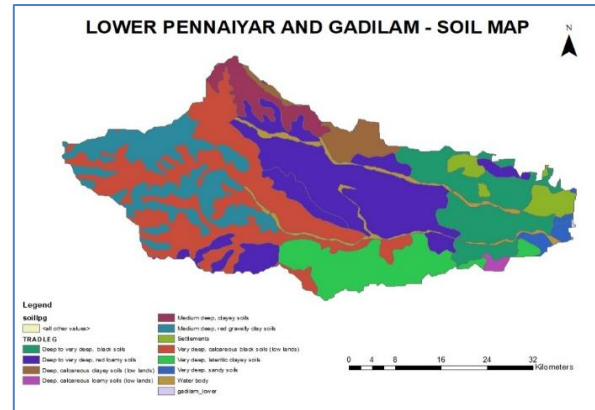 LOWER PENNAIYAR AND GADILAM - SOIL MAP
N
Legend
soillpg
<all other values>
TRADLEG
Deep to very deep, black soils
Deep to very deep, red loamy soils
Deep, calcareous clayey soils (low lands)
Deep, calcareous loamy soils (low lands)
Medium deep, clayey soils
Medium deep, red gravelly clay soils
Settlements
Very deep, calcareous black soils (low lands)
Very deep, lateritic clayey soils
Very deep, sandy soils
Water body
gadilam_lower
0 4 8 16 24 32
Kilometers